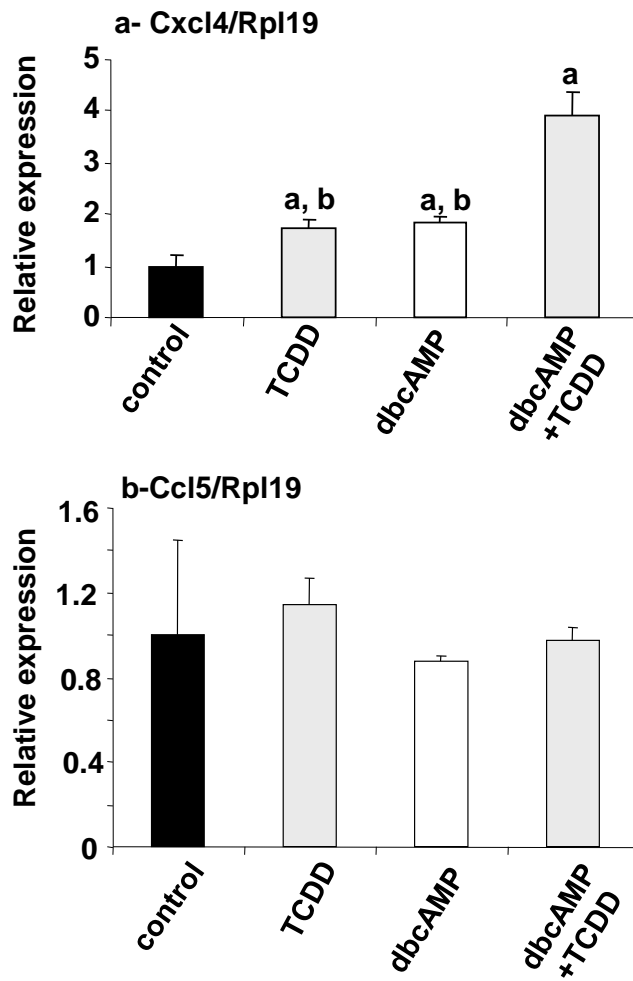 a- Cxcl4/Rpl19
Relative expression
5
4
3
2
1
0
a, b
a, b
a
control
TCDD
dbcAMP
dbcAMP
+TCDD
b-Ccl5/Rpl19
Relative expression
1.6
1.2
0.8
0.4
0
control
TCDD
dbcAMP
dbcAMP
+TCDD